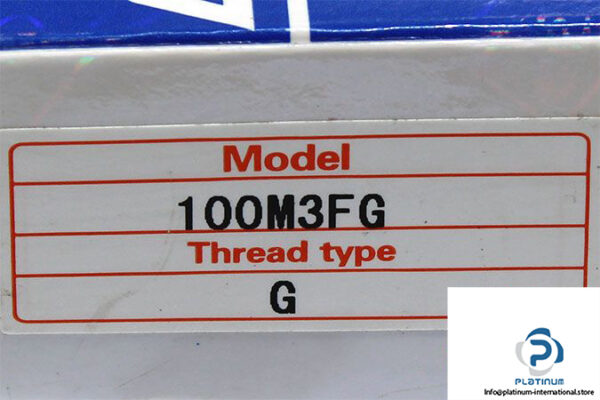 Model
100M3FG
Thread type
G
PLATINUM
Info@platinum-international.store